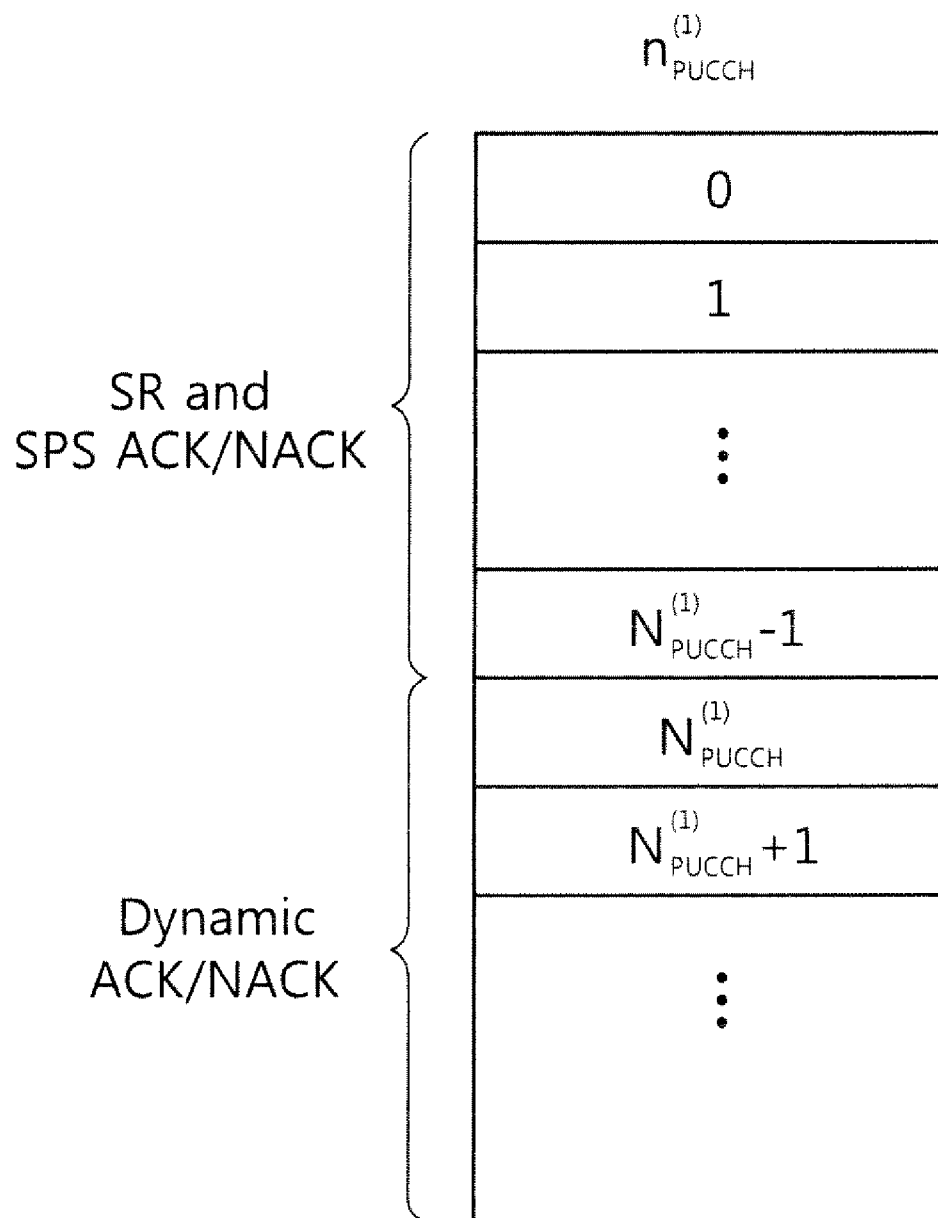 n(1)PUCCH
0
1
SR and
SPS ACK/NACK
⋮
N(1)PUCCH-1
N(1)PUCCH
N(1)PUCCH+1
Dynamic
ACK/NACK
⋮